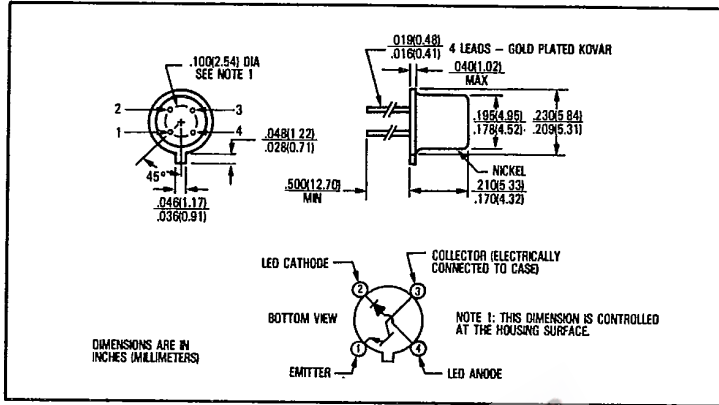 .100(2.54) DIA
SEE NOTE 1
2
3
1
4
45°
.048(1 22)
.028(0.71)
.046(1.17)
.036(0.91)
.019(0.48)
.016(0.41)
4 LEADS – GOLD PLATED KOVAR
.040(1.02)
MAX
.195(4.95)
.178(4.52)
.230(5 84)
.209(5.31)
NICKEL
.500(12.70)
MIN
.210(5 33)
.170(4.32)
LED CATHODE
COLLECTOR (ELECTRICALLY
CONNECTED TO CASE)
2
3
BOTTOM VIEW
NOTE 1: THIS DIMENSION IS CONTROLLED
AT THE HOUSING SURFACE.
DIMENSIONS ARE IN
INCHES (MILLIMETERS)
1
4
EMITTER
LED ANODE